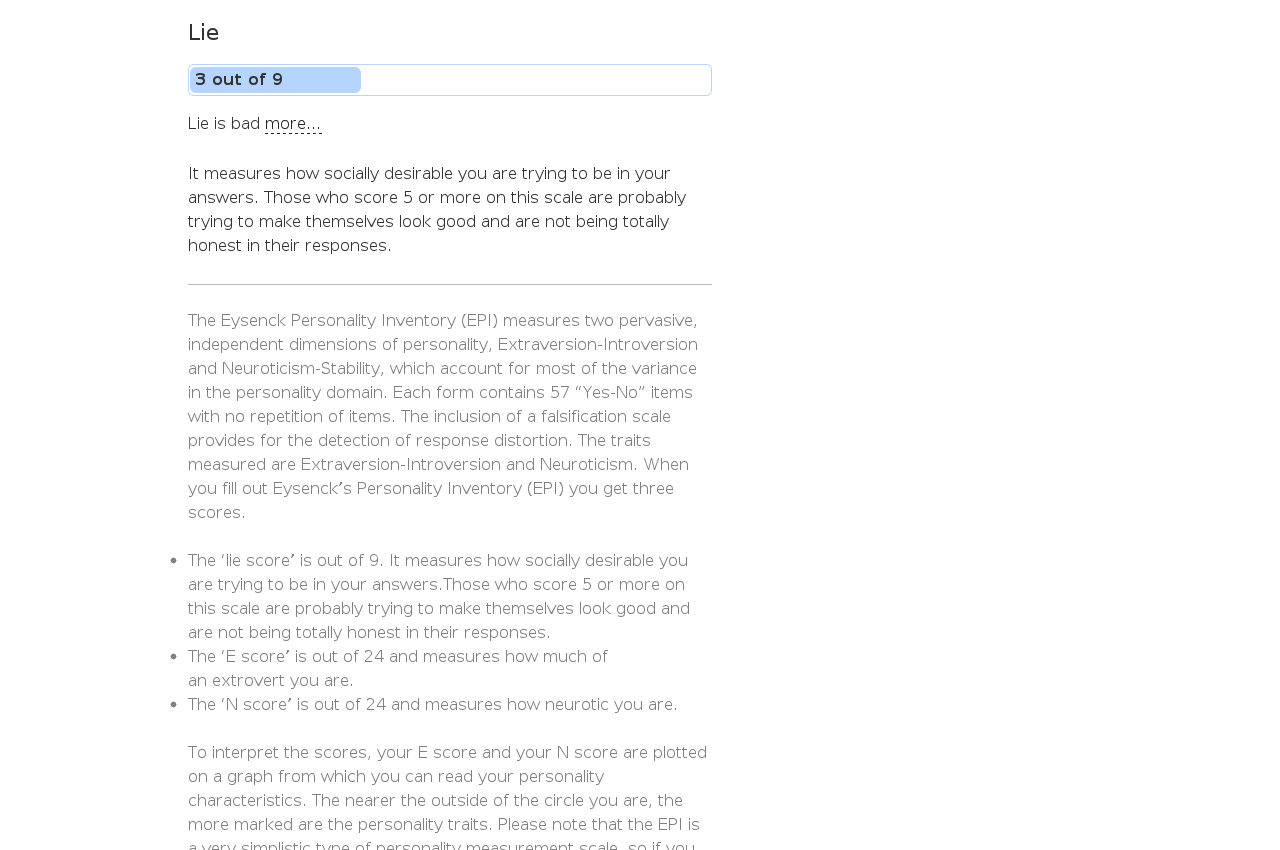 Lie
3 out of 9
Lie is bad more...
It measures how socially desirable you are trying to be in your
answers. Those who score 5 or more on this scale are probably
trying to make themselves look good and are not being totally
honest in their responses.
The Eysenck Personality Inventory (EPI) measures two pervasive,
independent dimensions of personality, Extraversion-Introversion
and Neuroticism-Stability, which account for most of the variance
in the personality domain. Each form contains 57 “Yes-No” items
with no repetition of items. The inclusion of a falsification scale
provides for the detection of response distortion. The traits
measured are Extraversion-Introversion and Neuroticism. When
you fill out Eysenck’s Personality Inventory (EPI) you get three
scores.
• The ‘lie score’ is out of 9. It measures how socially desirable you
are trying to be in your answers.Those who score 5 or more on
this scale are probably trying to make themselves look good and
are not being totally honest in their responses.
• The ‘E score’ is out of 24 and measures how much of
an extrovert you are.
• The ‘N score’ is out of 24 and measures how neurotic you are.
To interpret the scores, your E score and your N score are plotted
on a graph from which you can read your personality
characteristics. The nearer the outside of the circle you are, the
more marked are the personality traits. Please note that the EPI is
a very simplistic type of personality measurement scale, so if you